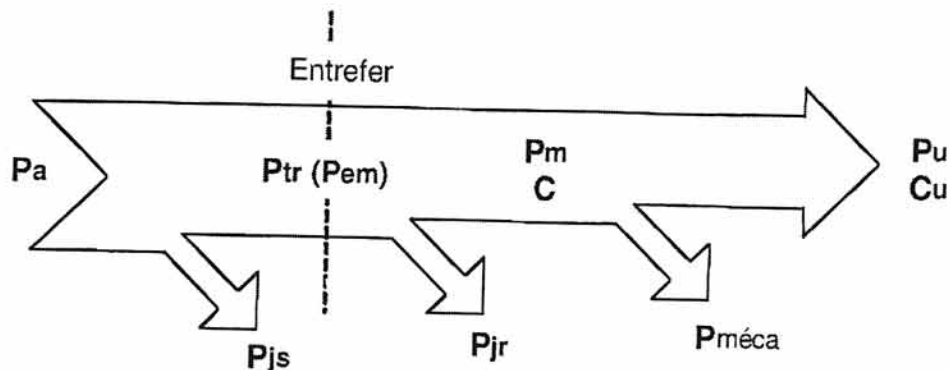 Entrefer
Pa
Ptr (Pem)
Pm
C
Pu
Cu
Pjs
Pjr
Pméca